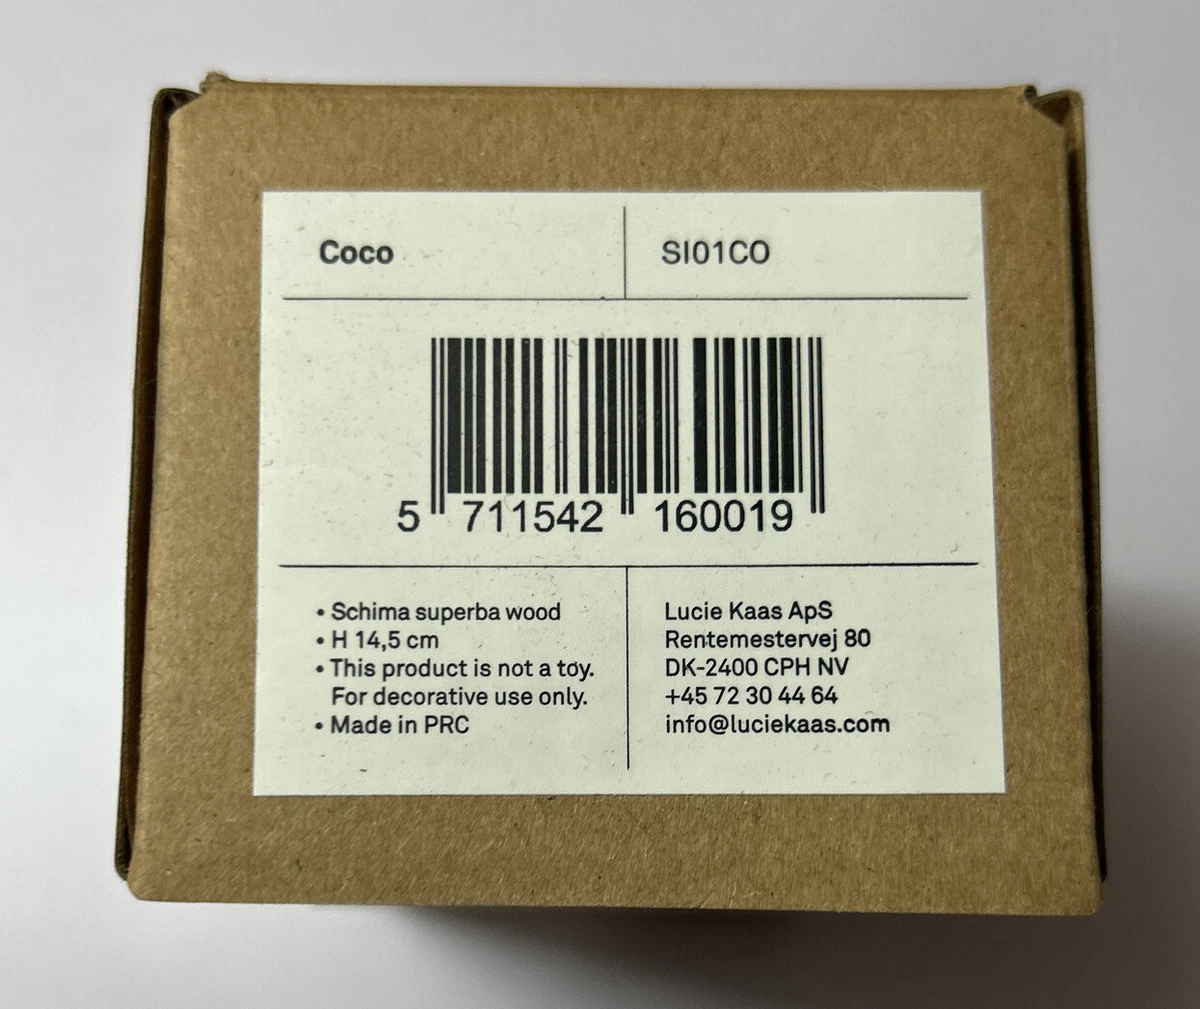 Coco
SI01CO
5 711542 160019
• Schima superba wood
• H 14,5 cm
• This product is not a toy.
For decorative use only.
• Made in PRC
Lucie Kaas ApS
Rentemestervej 80
DK-2400 CPH NV
+45 72 30 44 64
info@luciekaas.com